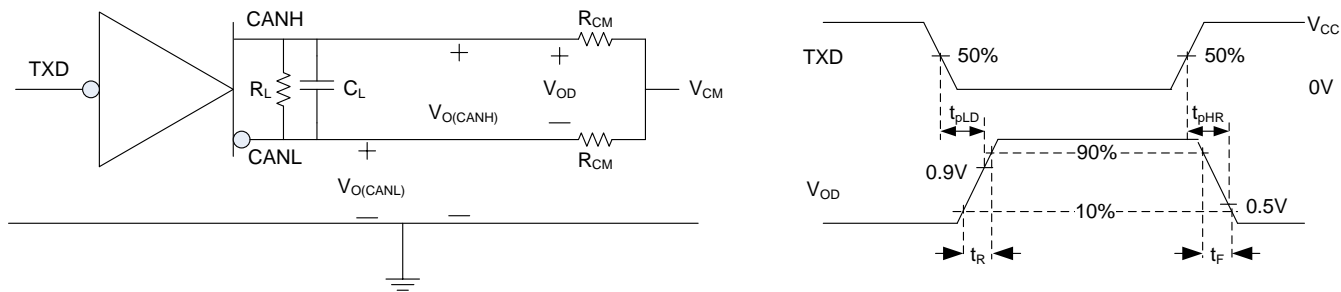 CANH
TXD
R_L
C_L
V_O(CANH)
CANL
V_O(CANL)
R_CM
V_OD
V_CM
R_CM
TXD
50%
50%
V_CC
0V
t_pLD
t_pHR
90%
0.9V
V_OD
10%
0.5V
t_R
t_F